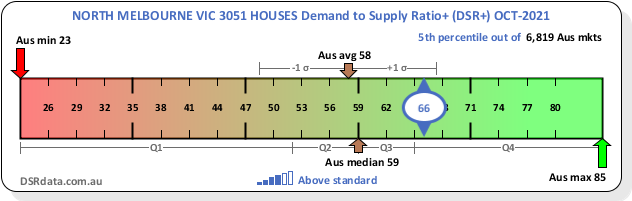 NORTH MELBOURNE VIC 3051 HOUSES Demand to Supply Ratio+ (DSR+) OCT-2021
5th percentile out of 6,819 Aus mkts
Aus min 23
Aus avg 58
-1 σ +1 σ
26 29 32 35 38 41 44 47 50 53 56 59 62 66 71 74 77 80
Q1 Q2 Q3 Q4
Aus median 59
Aus max 85
DSRdata.com.au
Above standard